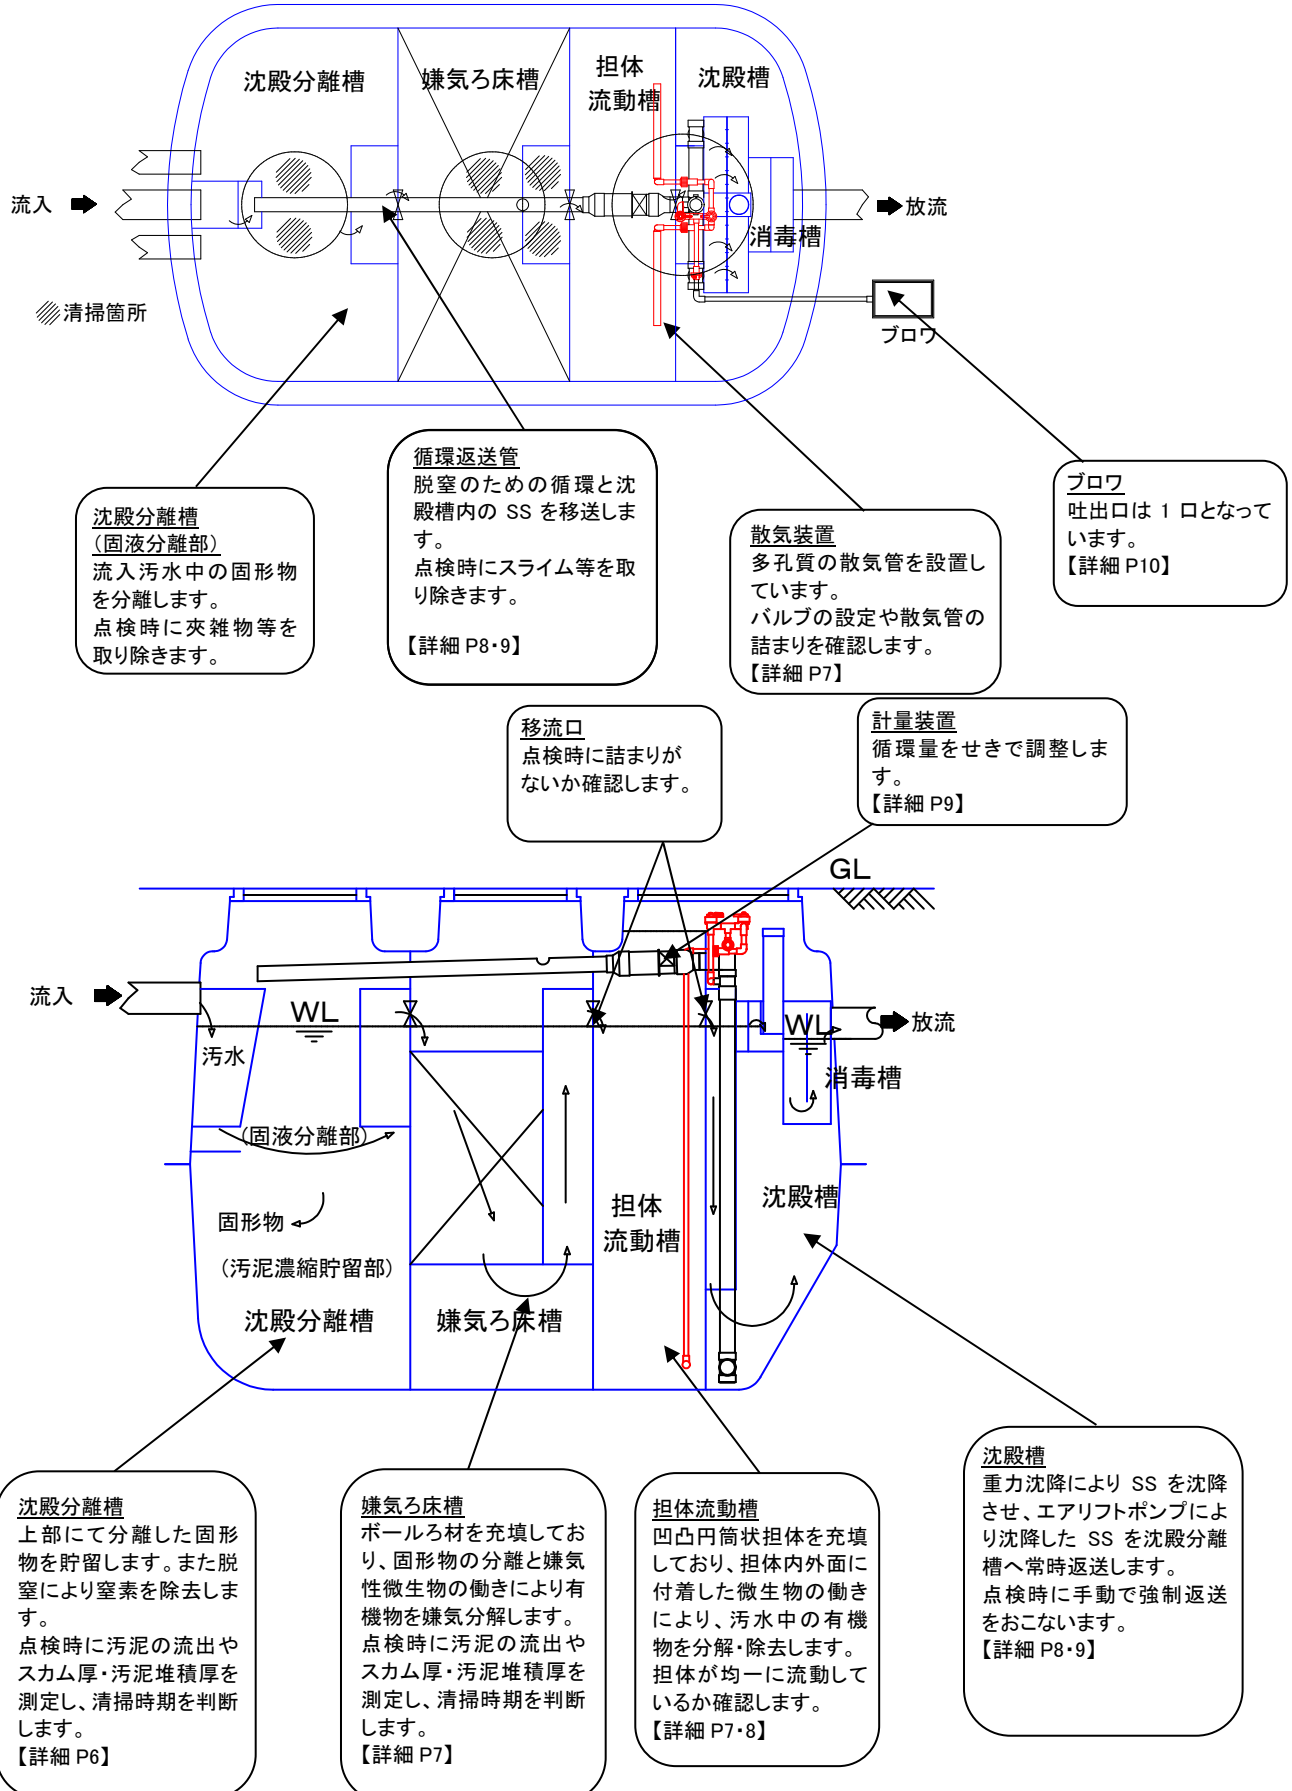 沈殿分離槽
嫌気ろ床槽
担体
流動槽
沈殿槽
流入
放流
消毒槽
清掃箇所
ブロワ
循環返送管
脱窒のための循環と沈
殿槽内の SS を移送しま
す。
点検時にスライム等を取
り除きます。
【詳細 P8・9】
ブロワ
吐出口は 1 口となって
います。
【詳細 P10】
沈殿分離槽
(固液分離部)
流入汚水中の固形物
を分離します。
点検時に夾雑物等を
取り除きます。
散気装置
多孔質の散気管を設置し
ています。
バルブの設定や散気管の
詰まりを確認します。
【詳細 P7】
移流口
点検時に詰まりが
ないか確認します。
計量装置
循環量をせきで調整しま
す。
【詳細 P9】
GL
流入
WL
WL
放流
汚水
消毒槽
(固液分離部)
固形物
(汚泥濃縮貯留部)
沈殿分離槽
嫌気ろ床槽
担体
流動槽
沈殿槽
沈殿分離槽
上部にて分離した固形
物を貯留します。また脱
窒により窒素を除去しま
す。
点検時に汚泥の流出や
スカム厚・汚泥堆積厚を
測定し、清掃時期を判断
します。
【詳細 P6】
嫌気ろ床槽
ボールろ材を充填してお
り、固形物の分離と嫌気
性微生物の働きにより有
機物を嫌気分解します。
点検時に汚泥の流出や
スカム厚・汚泥堆積厚を
測定し、清掃時期を判断
します。
【詳細 P7】
担体流動槽
凹凸円筒状担体を充填
しており、担体内外面に
付着した微生物の働き
により、汚水中の有機
物を分解・除去します。
担体が均一に流動して
いるか確認します。
【詳細 P7・8】
沈殿槽
重力沈降により SS を沈降
させ、エアリフトポンプによ
り沈降した SS を沈殿分離
槽へ常時返送します。
点検時に手動で強制返送
をおこないます。
【詳細 P8・9】